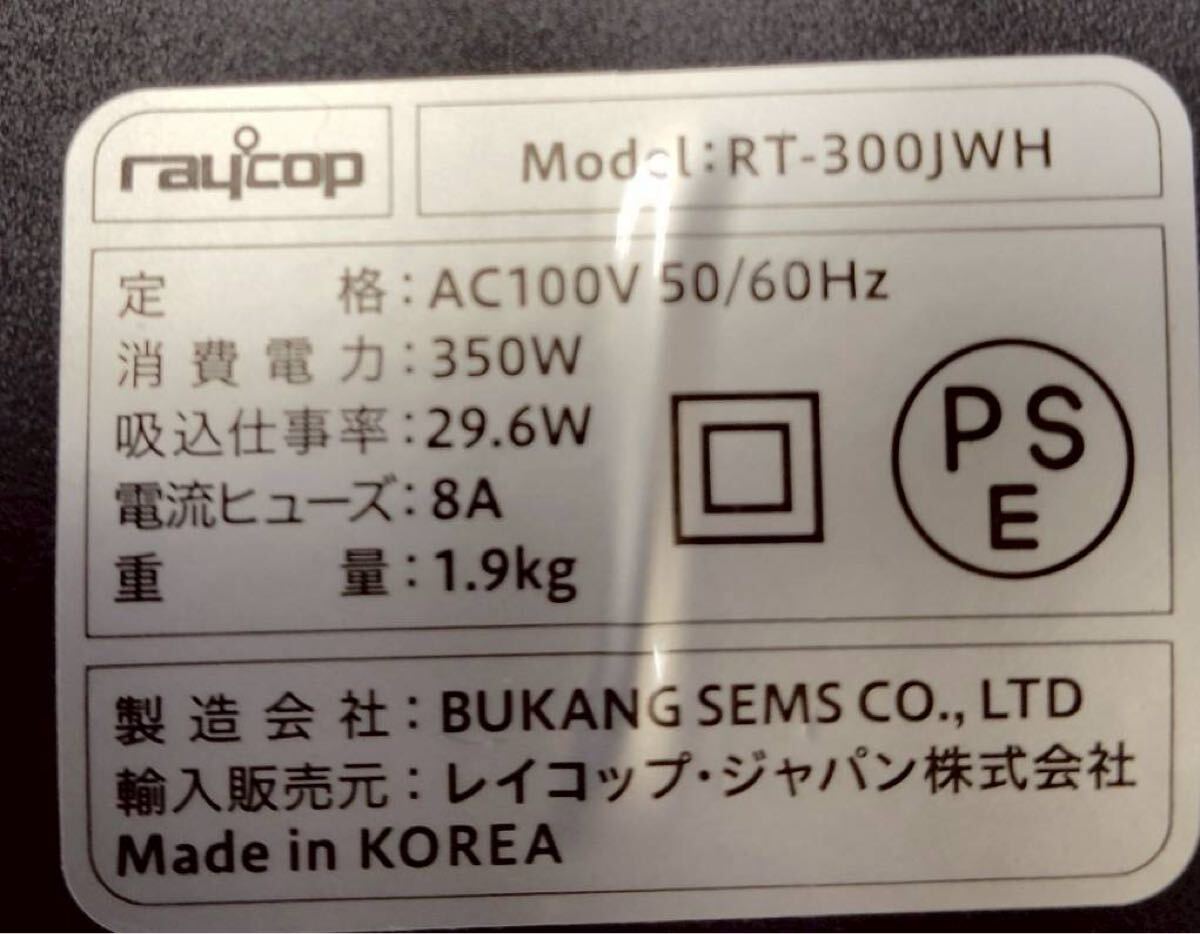 raycop
Model:RT-300JWH
定格：AC100V 50/60Hz
消費電力：350W
吸込仕事率：29.6W
電流ヒューズ：8A
重量：1.9kg
PS
E
製造会社：BUKANG SEMS CO., LTD
輸入販売元：レイコップ・ジャパン株式会社
Made in KOREA